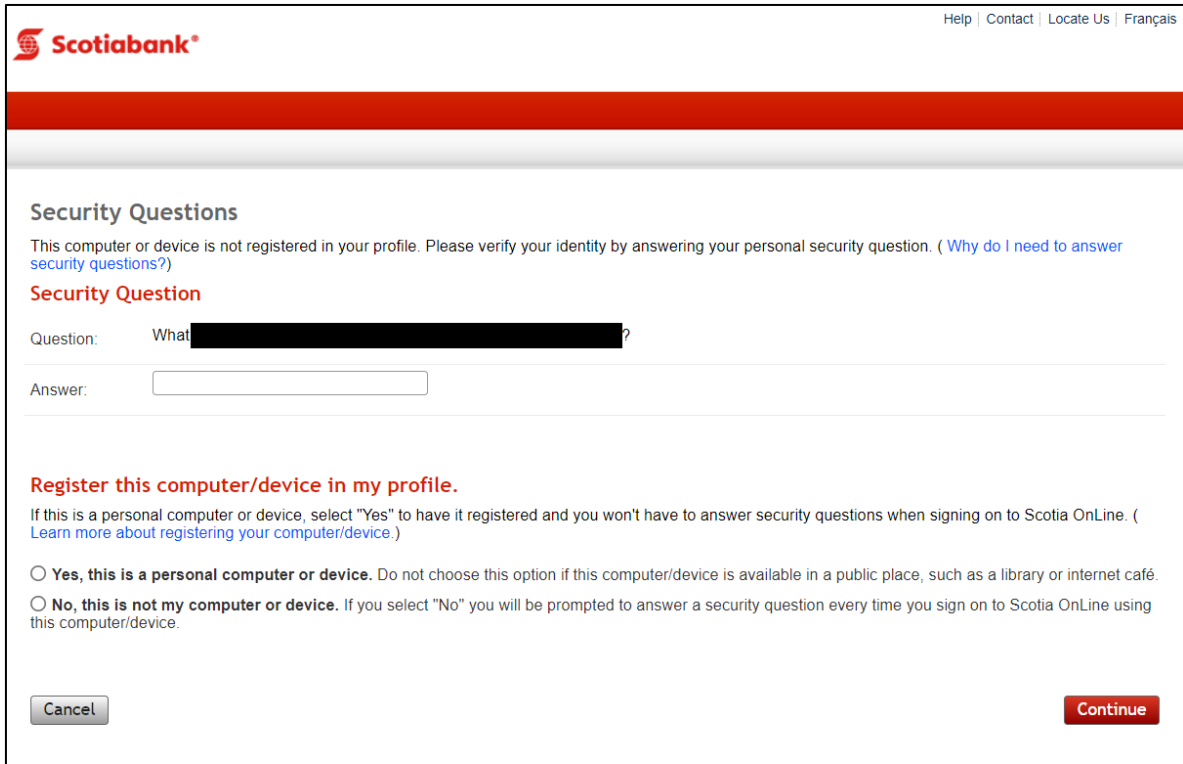 Help | Contact | Locate Us | Français
Scotiabank®
Security Questions
This computer or device is not registered in your profile. Please verify your identity by answering your personal security question. ( Why do I need to answer
security questions?)
Security Question
Question: What ?
Answer:
Register this computer/device in my profile.
If this is a personal computer or device, select "Yes" to have it registered and you won't have to answer security questions when signing on to Scotia OnLine. (
Learn more about registering your computer/device.)
Yes, this is a personal computer or device. Do not choose this option if this computer/device is available in a public place, such as a library or internet café.
No, this is not my computer or device. If you select "No" you will be prompted to answer a security question every time you sign on to Scotia OnLine using
this computer/device.
Cancel Continue